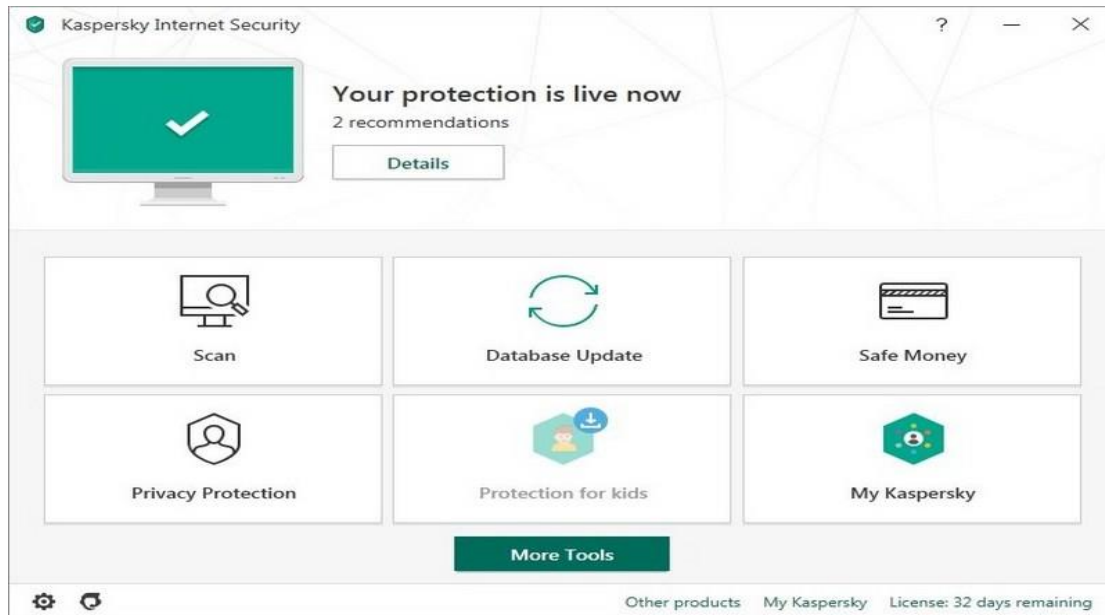 Kaspersky Internet Security
?
Your protection is live now
2 recommendations
Details
Scan
Database Update
Safe Money
Privacy Protection
Protection for kids
My Kaspersky
More Tools
Other products My Kaspersky License: 32 days remaining